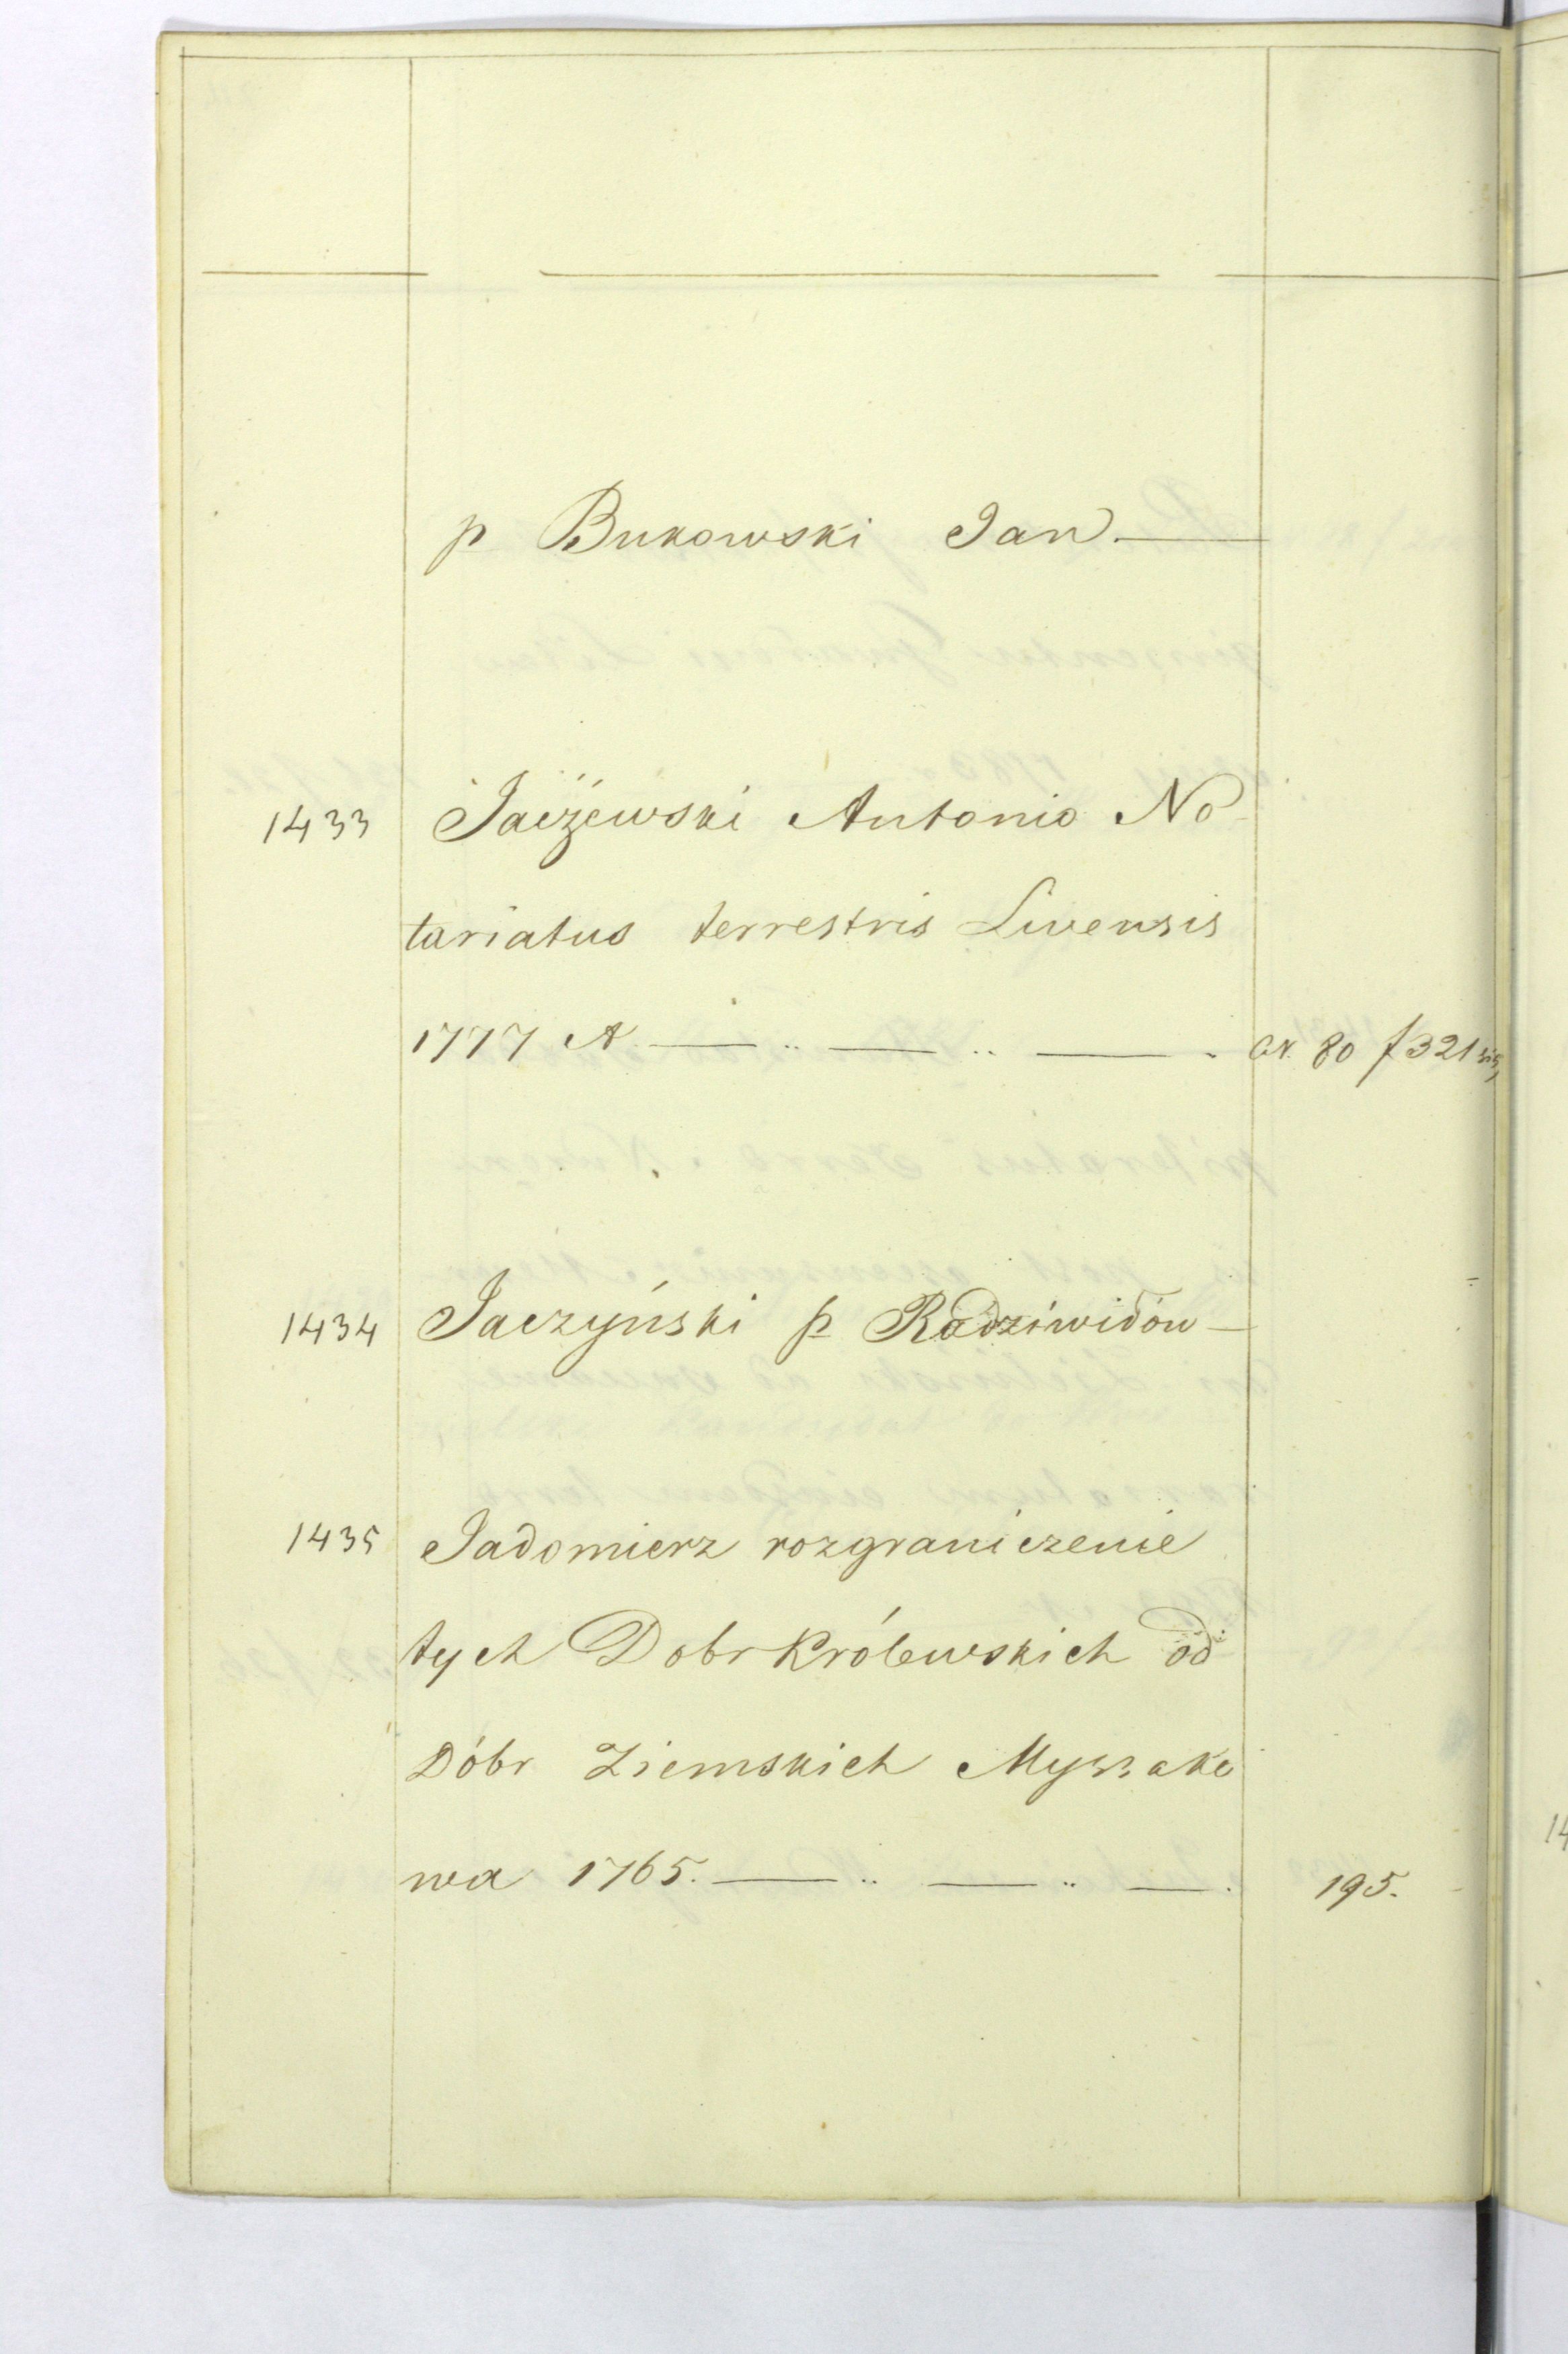 p Bukowski Jan
1433 Jaczewski Antonio No-
tariatus terrestris Livensis
1777 A — .. — .. — . 80 f 321
1434 Jaczyński p Radziwiłłów
1435 Jadomierz rozgraniczenie
tych Dobr Królewskich od
Dóbr Ziemskich Myszako
wa 1765. — .. — .. — . 195.